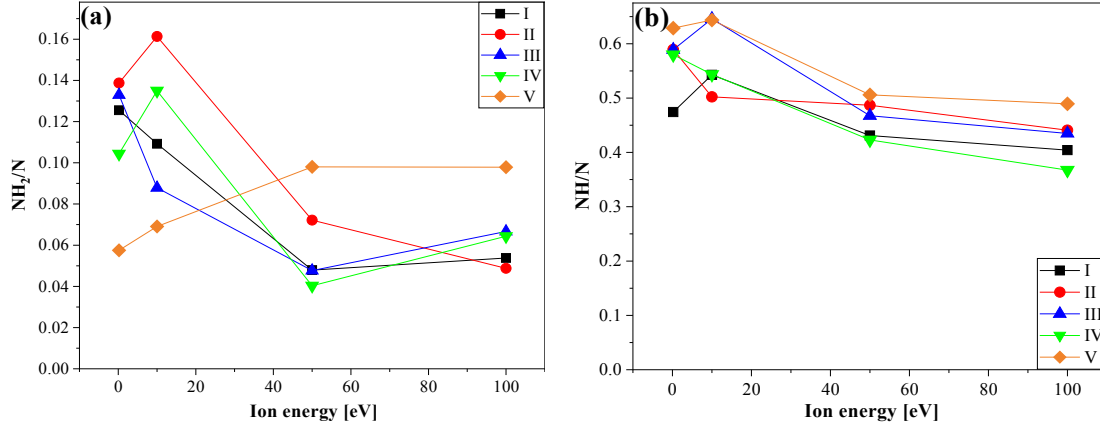 (a)
I
II
III
IV
V
0.16
0.14
0.12
0.10
0.08
0.06
0.04
0.02
0.00
NH₂/N
0
20
40
60
80
100
Ion energy [eV]
(b)
0.6
0.5
0.4
0.3
0.2
0.1
0.0
NH/N
I
II
III
IV
V
0
20
40
60
80
100
Ion energy [eV]